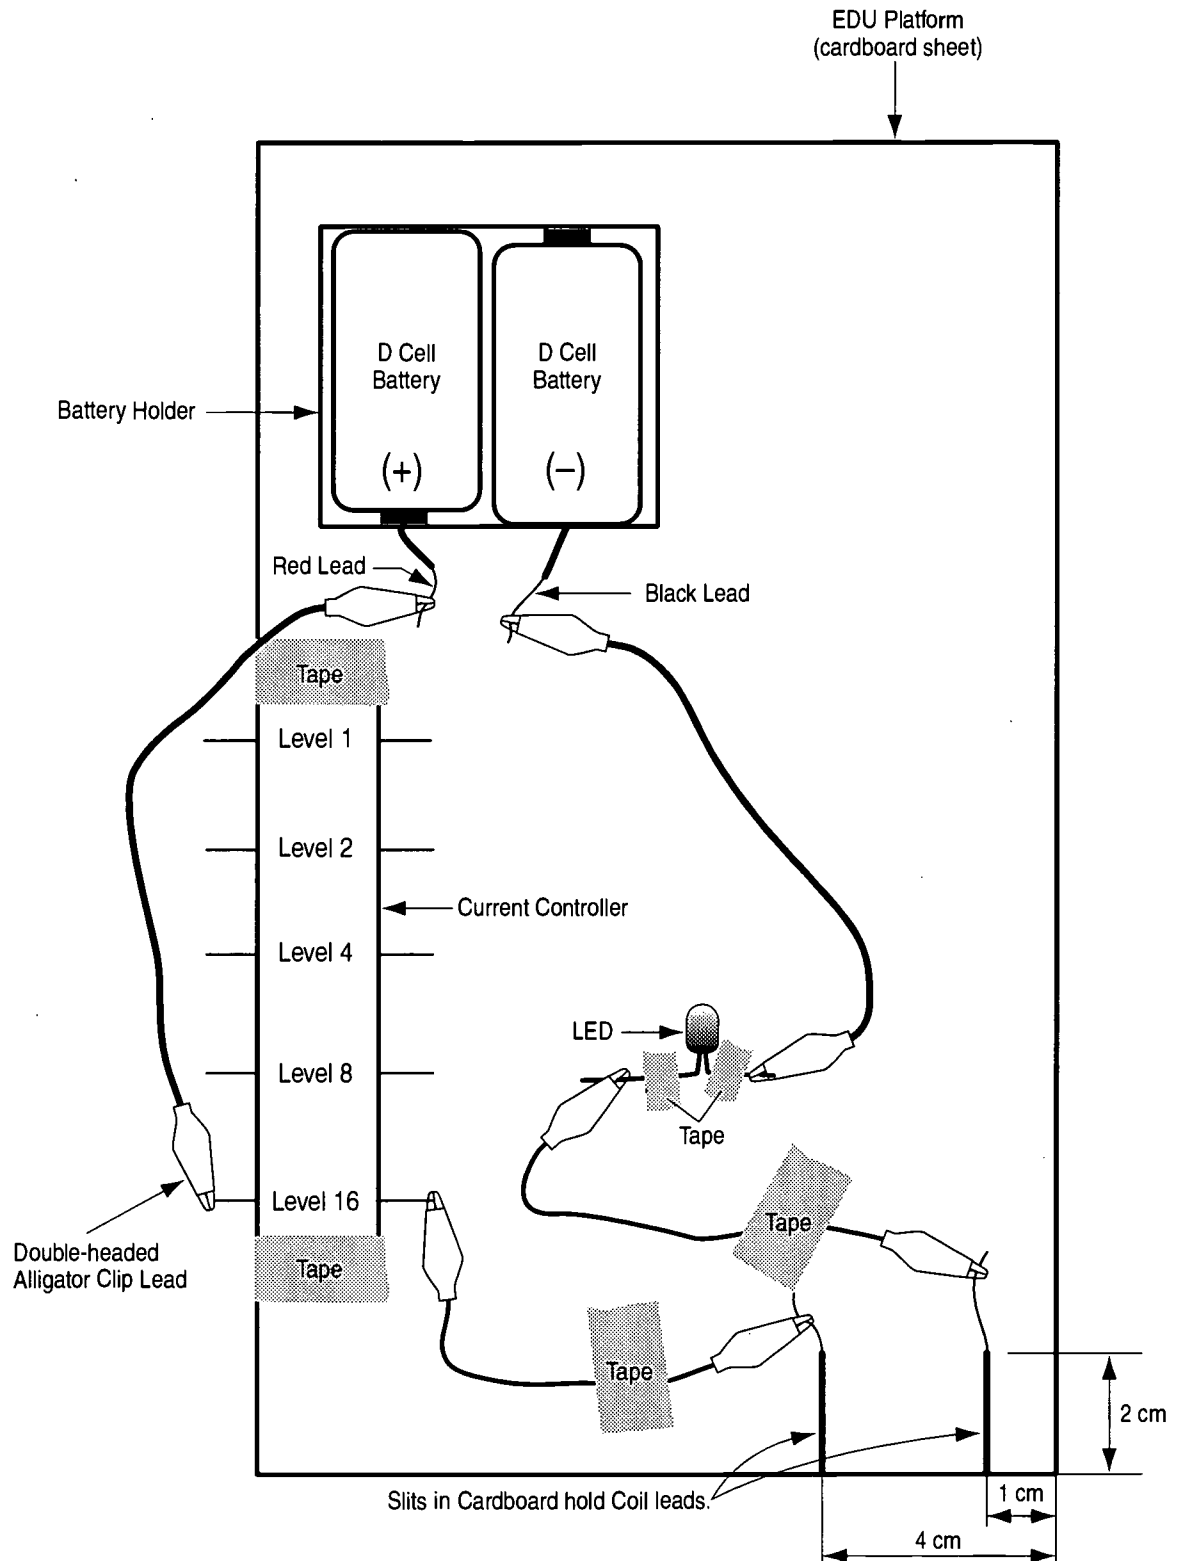 EDU Platform
(cardboard sheet)
D Cell
Battery
(+)
D Cell
Battery
(−)
Battery Holder
Red Lead
Black Lead
Tape
Level 1
Level 2
Current Controller
Level 4
LED
Level 8
Tape
Level 16
Tape
Double-headed
Alligator Clip Lead
Tape
Tape
2 cm
Slits in Cardboard hold Coil leads.
1 cm
4 cm